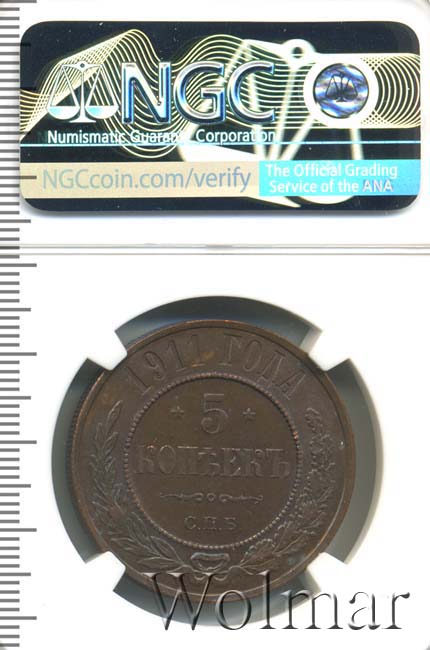 NGC
Numismatic Guaranty Corporation
NGCcoin.com/verify
The Official Grading
Service of the ANA
1911 ГОДА
* 5 *
КОПѢЕКЪ
С.П.Б.
Wolmar